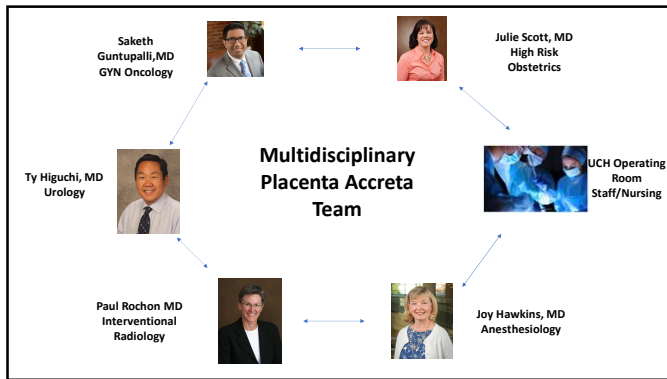 Saketh
Guntupalli,MD
GYN Oncology
Julie Scott, MD
High Risk
Obstetrics
Ty Higuchi, MD
Urology
Multidisciplinary
Placenta Accreta
Team
UCH Operating
Room
Staff/Nursing
Paul Rochon MD
Interventional
Radiology
Joy Hawkins, MD
Anesthesiology